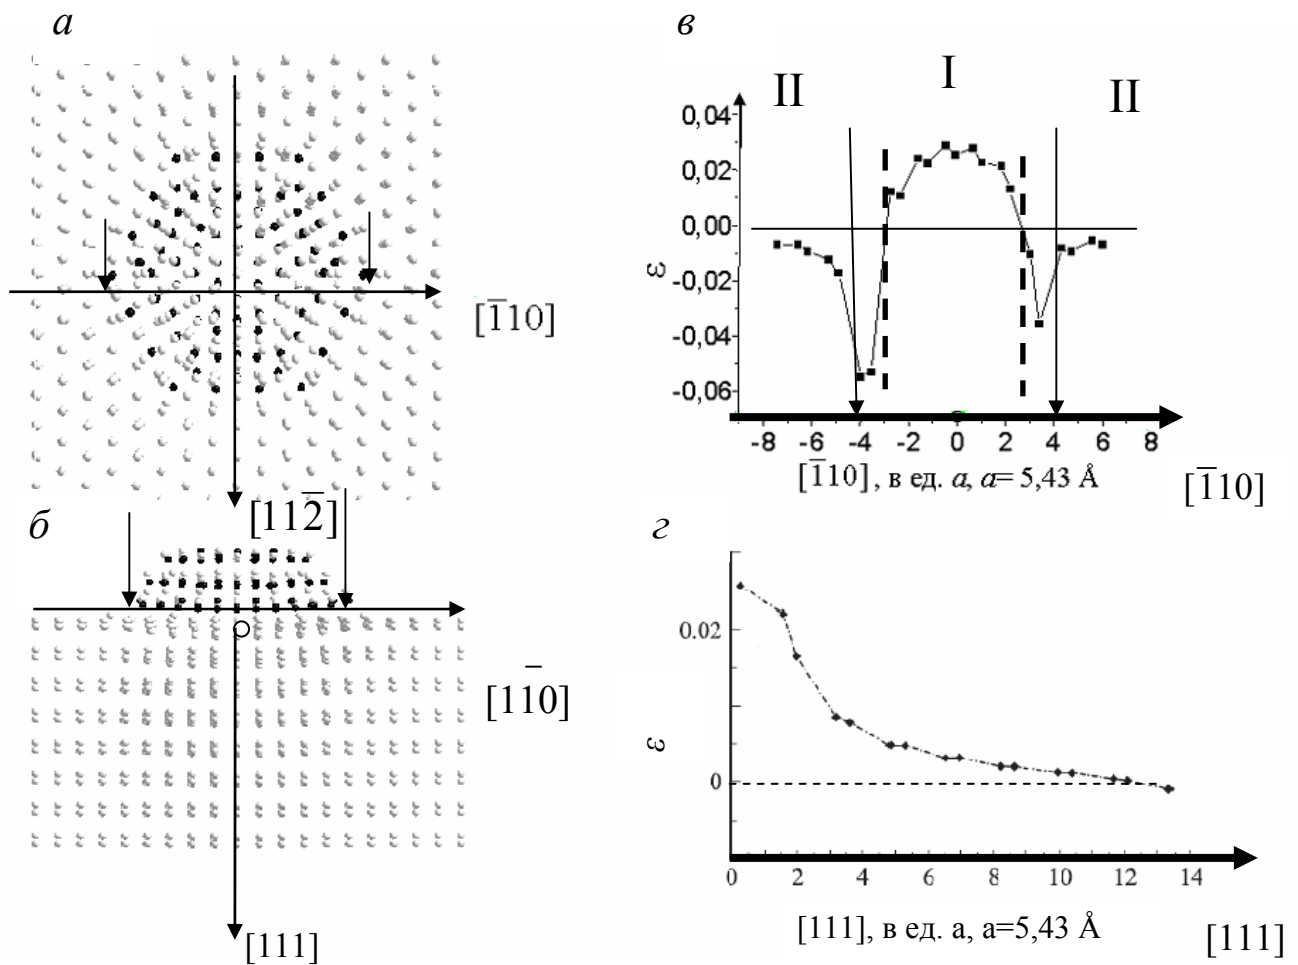 а
[1̅10]
[112̅]
б
[11̅0]
[111]
в
II
I
II
0,04
0,02
0,00
-0,02
-0,04
-0,06
ε
-8 -6 -4 -2 0 2 4 6 8
[1̅10], в ед. a, a= 5,43 Å
[1̅10]
г
0.02
0
ε
0 2 4 6 8 10 12 14
[111], в ед. а, а=5,43 Å
[111]